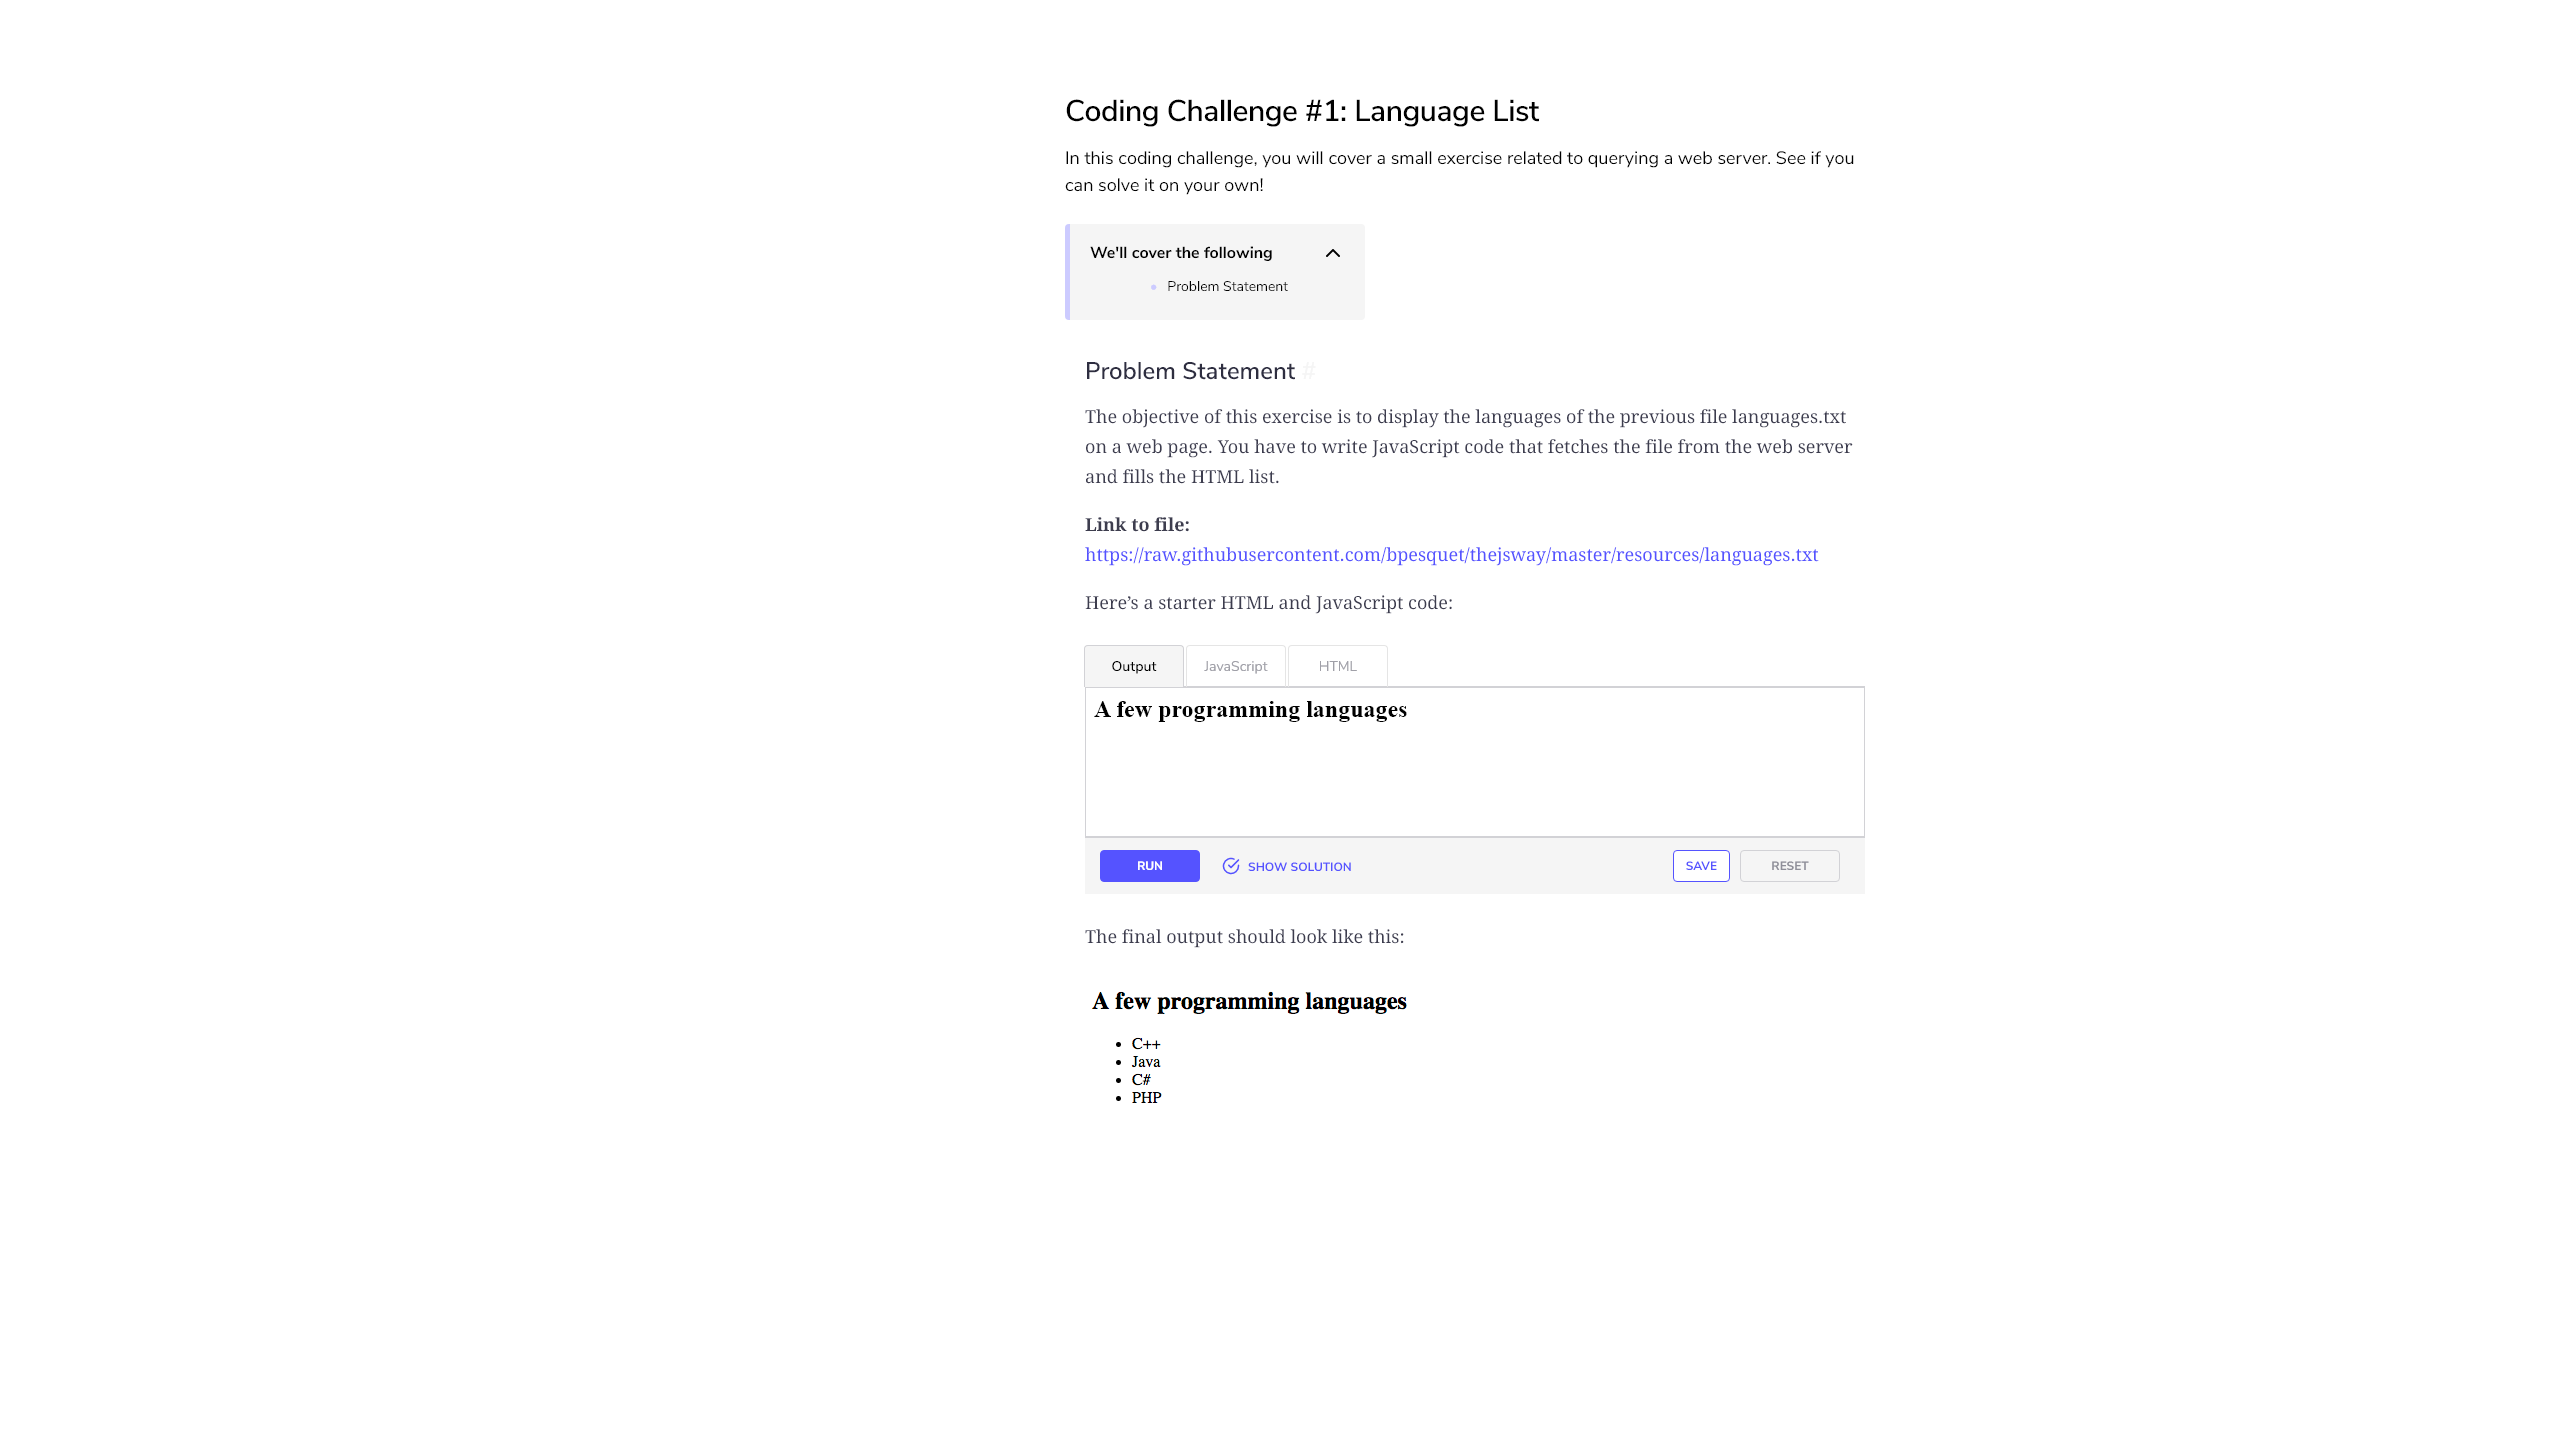 Coding Challenge #1: Language List
In this coding challenge, you will cover a small exercise related to querying a web server. See if you
can solve it on your own!
We'll cover the following
Problem Statement
Problem Statement #
The objective of this exercise is to display the languages of the previous file languages.txt
on a web page. You have to write JavaScript code that fetches the file from the web server
and fills the HTML list.
Link to file:
https://raw.githubusercontent.com/bpesquet/thejsway/master/resources/languages.txt
Here’s a starter HTML and JavaScript code:
Output JavaScript HTML
A few programming languages
RUN SHOW SOLUTION SAVE RESET
The final output should look like this:
A few programming languages
C++
Java
C#
PHP